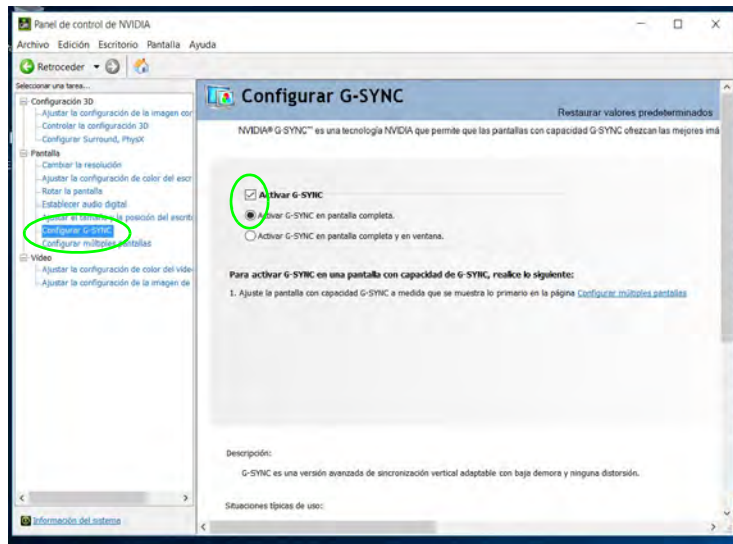 Panel de control de NVIDIA
Archivo Edición Escritorio Pantalla Ayuda
Retroceder
Seleccionar una tarea...
Configuración 3D
Ajustar la configuración de la imagen cor
Controlar la configuración 3D
Configurar Surround, PhysX
Pantalla
Cambiar la resolución
Ajustar la configuración de color del escr
Rotar la pantalla
Establecer audio digital
Ajustar el tamaño y la posición del escrito
Configurar G-SYNC
Configurar múltiples pantallas
Vídeo
Ajustar la configuración de color del vídeo
Ajustar la configuración de la imagen de
Información del sistema
Configurar G-SYNC
Restaurar valores predeterminados
NVIDIA® G-SYNC™ es una tecnología NVIDIA que permite que las pantallas con capacidad G-SYNC ofrezcan las mejores imá
Activar G-SYNC
Activar G-SYNC en pantalla completa.
Activar G-SYNC en pantalla completa y en ventana.
Para activar G-SYNC en una pantalla con capacidad de G-SYNC, realice lo siguiente:
1. Ajuste la pantalla con capacidad G-SYNC a medida que se muestra lo primario en la página Configurar múltiples pantallas
Descripción:
G-SYNC es una versión avanzada de sincronización vertical adaptable con baja demora y ninguna distorsión.
Situaciones típicas de uso: